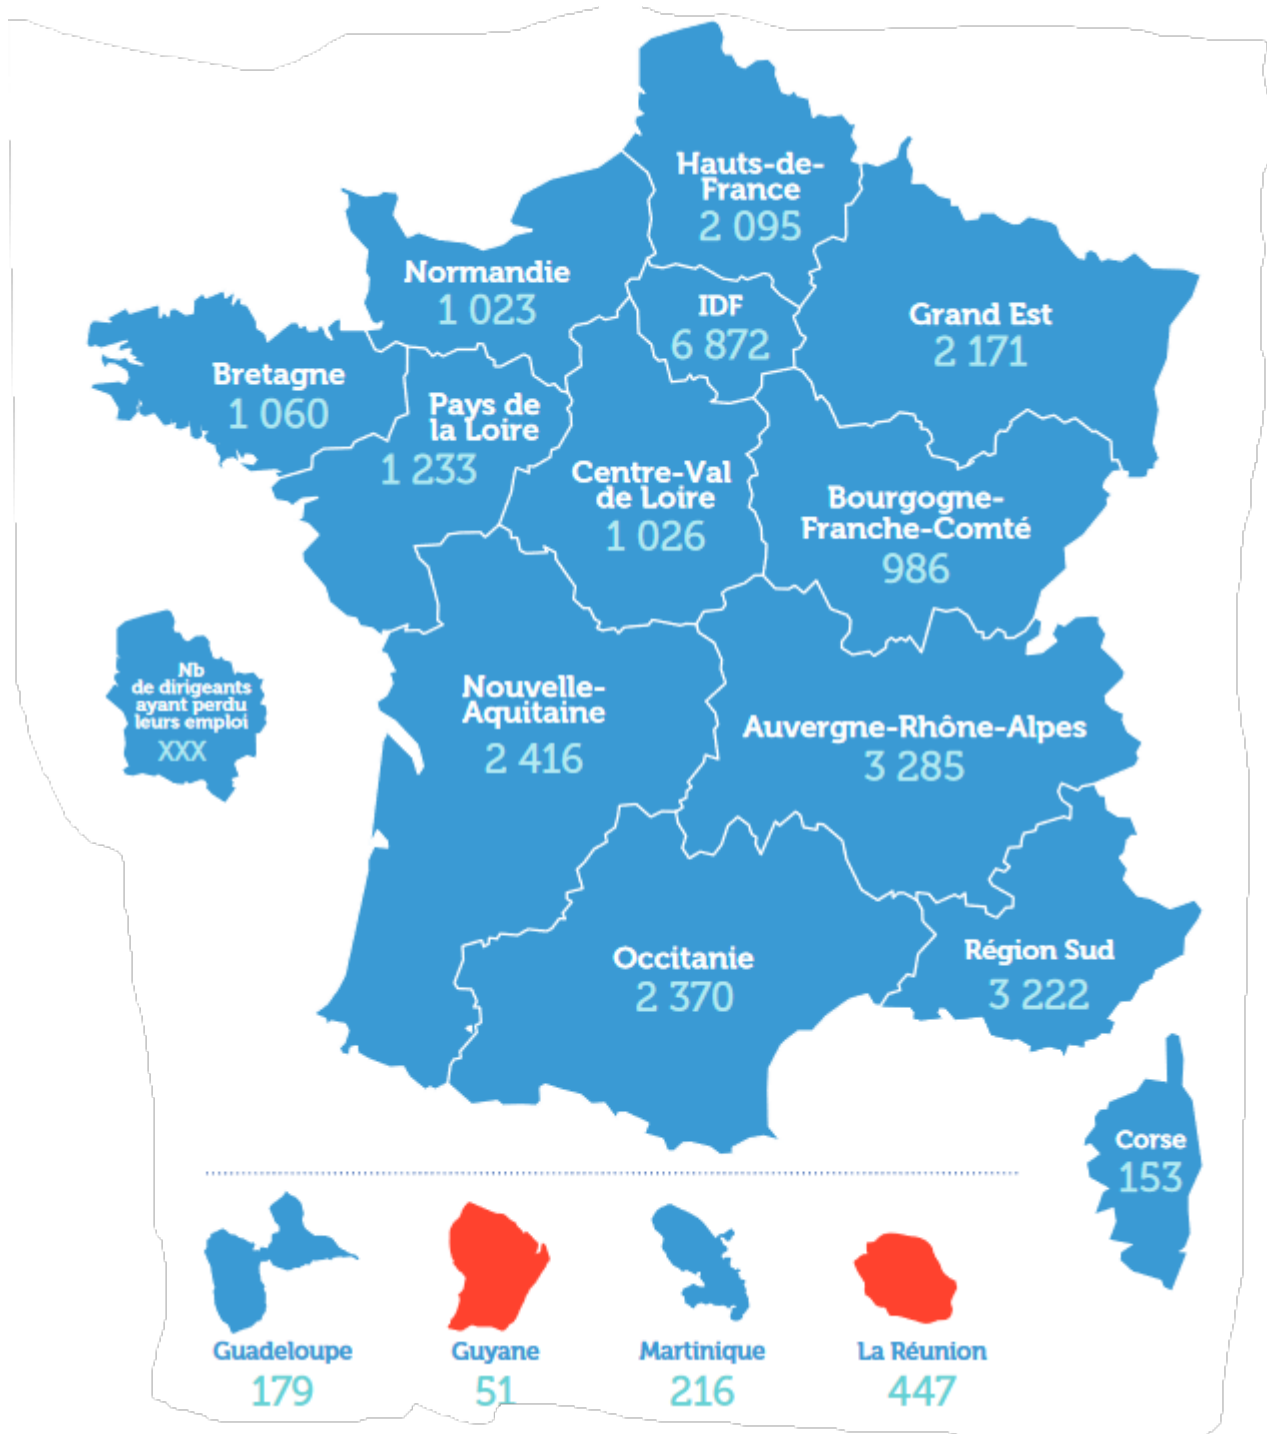 Hauts-de-
France
2 095
Normandie
1 023
IDF
6 872
Grand Est
2 171
Bretagne
1 060
Pays de
la Loire
1 233
Centre-Val
de Loire
1 026
Bourgogne-
Franche-Comté
986
Nb
de dirigeants
ayant perdu
leurs emploi
XXX
Nouvelle-
Aquitaine
2 416
Auvergne-Rhône-Alpes
3 285
Occitanie
2 370
Région Sud
3 222
Corse
153
Guadeloupe
179
Guyane
51
Martinique
216
La Réunion
447